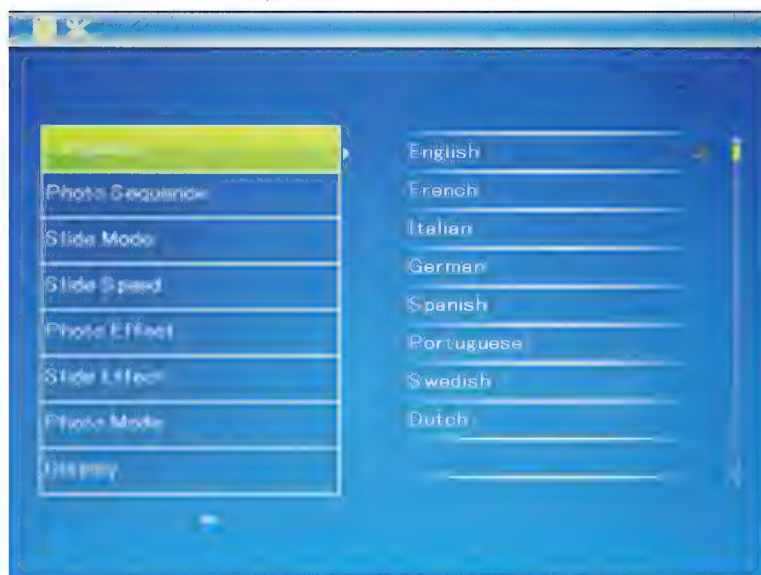 Photo Sequence
Slide Mode
Slide Speed
Photo Effect
Slide Effect
Photo Mode
Display
English
French
Italian
German
Spanish
Portuguese
Swedish
Dutch